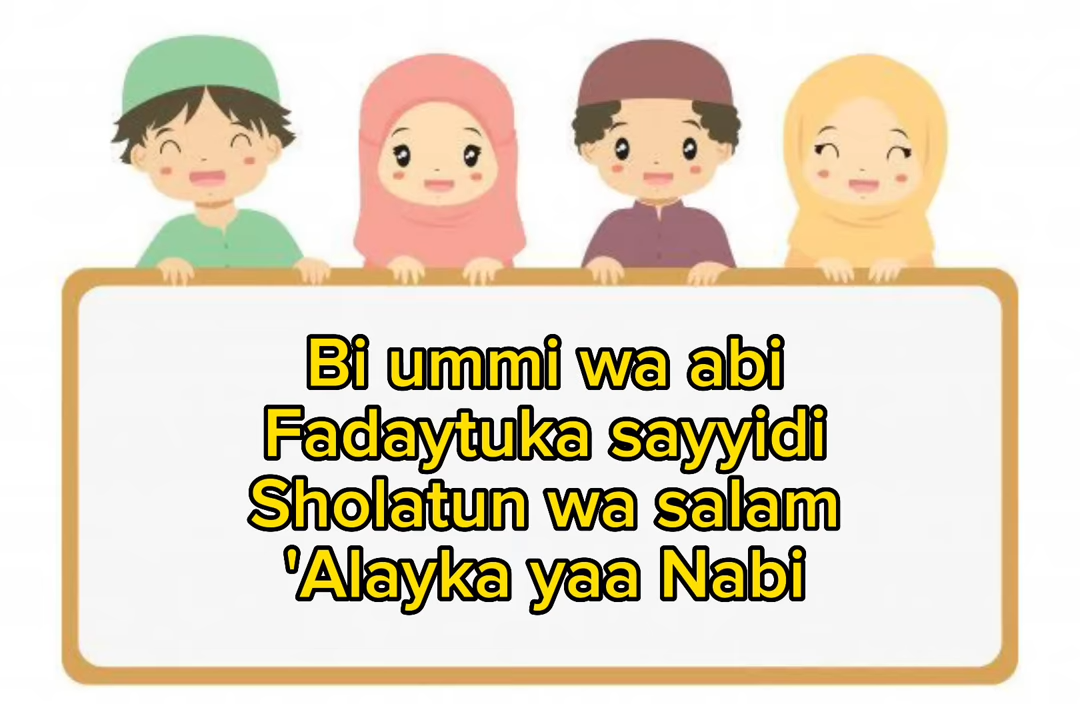 Bi ummi wa abi
Fadaytuka sayyidi
Sholatun wa salam
'Alayka yaa Nabi